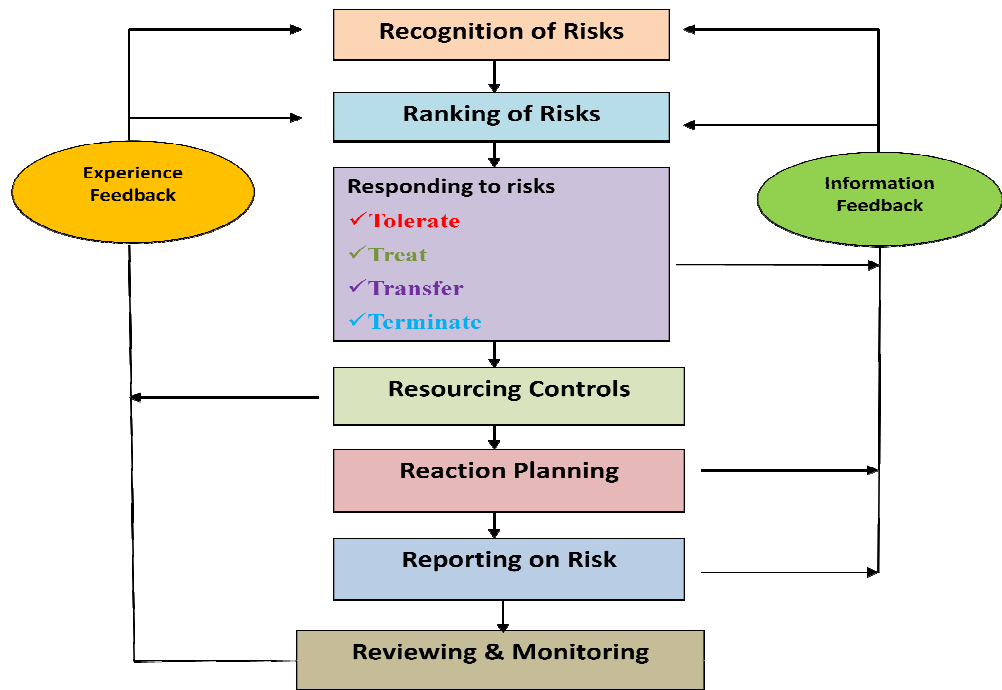 Recognition of Risks
Ranking of Risks
Experience
Feedback
Information
Feedback
Responding to risks
✓Tolerate
✓Treat
✓Transfer
✓Terminate
Resourcing Controls
Reaction Planning
Reporting on Risk
Reviewing & Monitoring